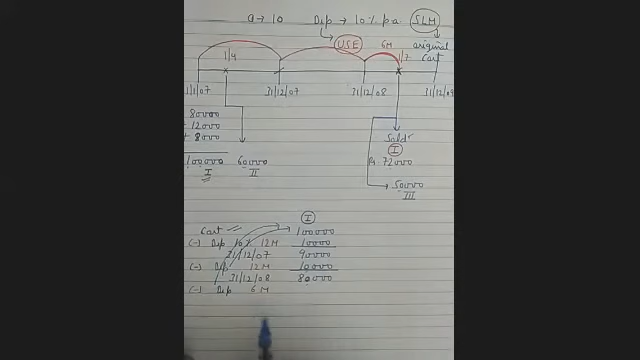 Q → 10 Dep → 10% p.a. SLM
USE 6M original
1/4 1/7 Cost
1/1/07 31/12/07 31/12/08 31/12/09
80000
+ 12000
+ 8000
100000 60000
I II
Sold
I
Rs. 72000
50000
III
I
Cost 100000
(-) Dep 10% 12M 10000
31/12/07 90000
(-) Dep 12M 10000
31/12/08 80000
(-) Dep 6 M